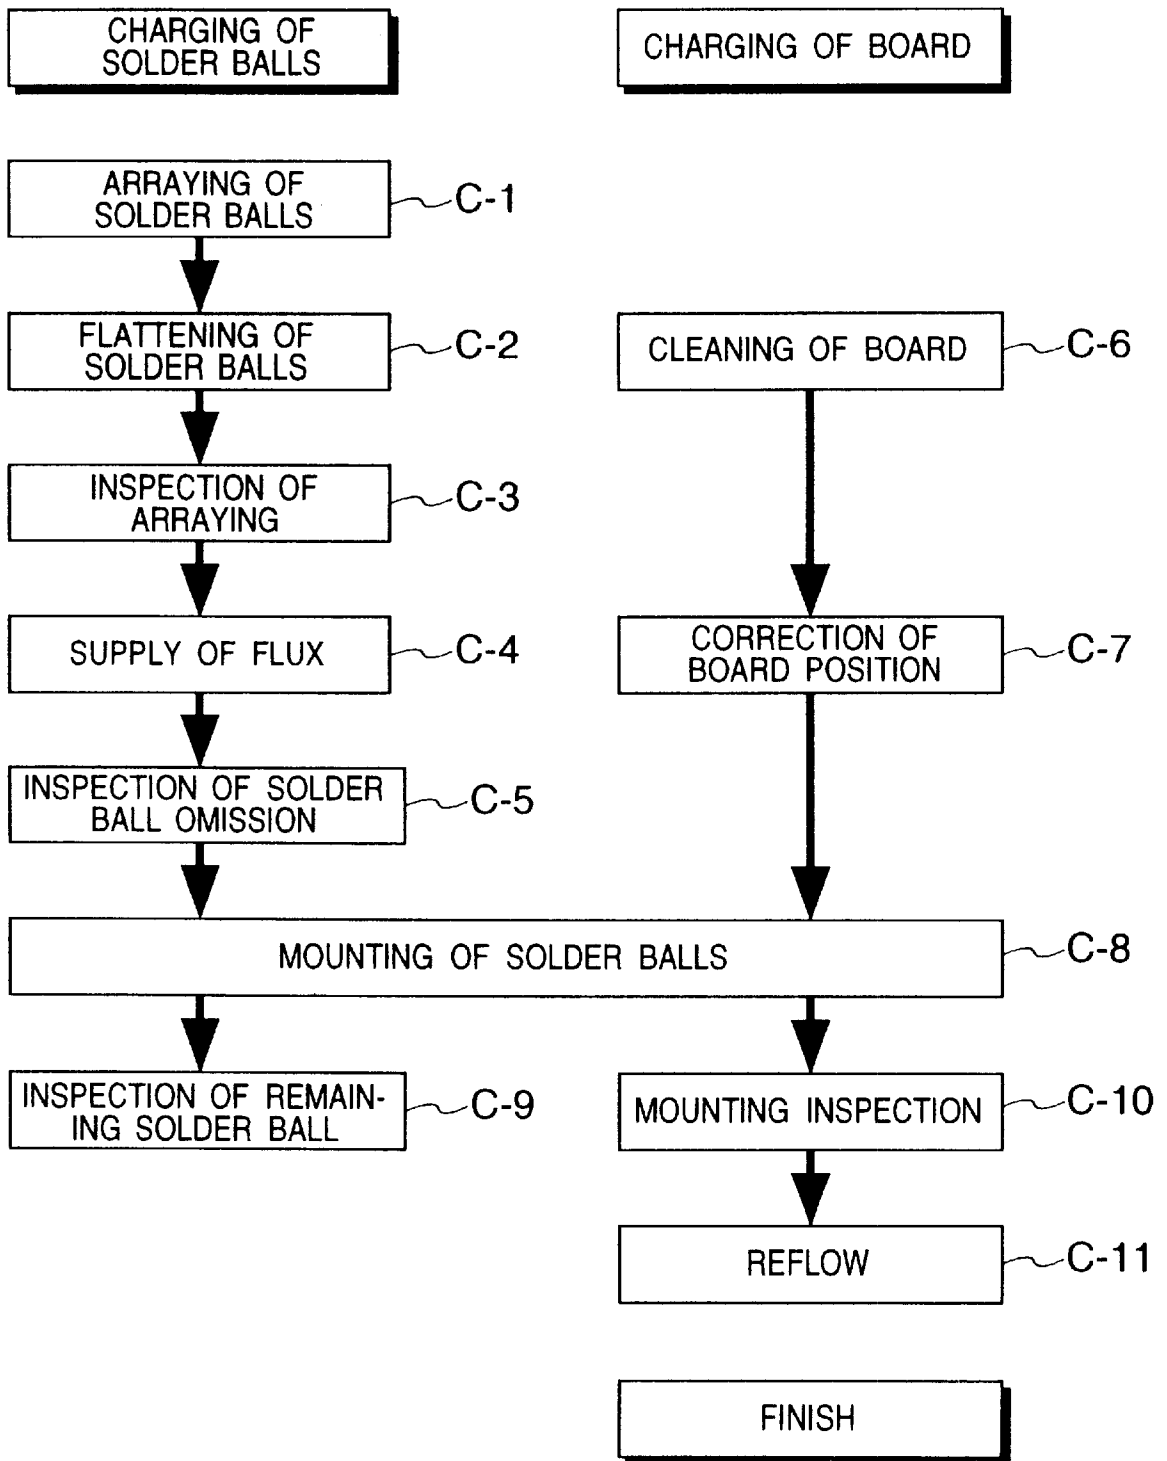 CHARGING OF
SOLDER BALLS
CHARGING OF BOARD
ARRAYING OF
SOLDER BALLS
C-1
FLATTENING OF
SOLDER BALLS
C-2
CLEANING OF BOARD
C-6
INSPECTION OF
ARRAYING
C-3
SUPPLY OF FLUX
C-4
CORRECTION OF
BOARD POSITION
C-7
INSPECTION OF SOLDER
BALL OMISSION
C-5
MOUNTING OF SOLDER BALLS
C-8
INSPECTION OF REMAIN-
ING SOLDER BALL
C-9
MOUNTING INSPECTION
C-10
REFLOW
C-11
FINISH